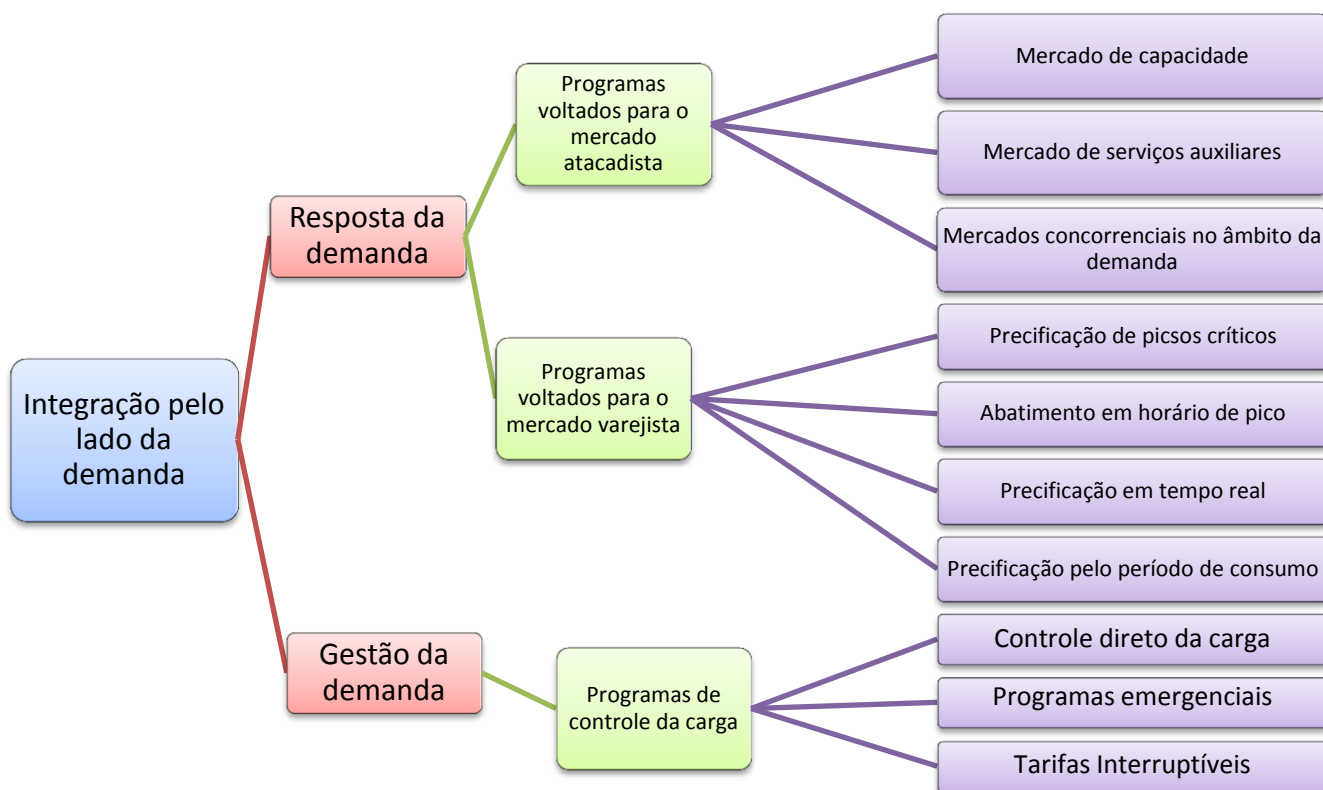 Integração pelo
lado da
demanda
Resposta da
demanda
Programas
voltados para o
mercado
atacadista
Mercado de capacidade
Mercado de serviços auxiliares
Mercados concorrenciais no âmbito da
demanda
Programas
voltados para o
mercado varejista
Precificação de picsos críticos
Abatimento em horário de pico
Precificação em tempo real
Precificação pelo período de consumo
Gestão da
demanda
Programas de
controle da carga
Controle direto da carga
Programas emergenciais
Tarifas Interruptíveis